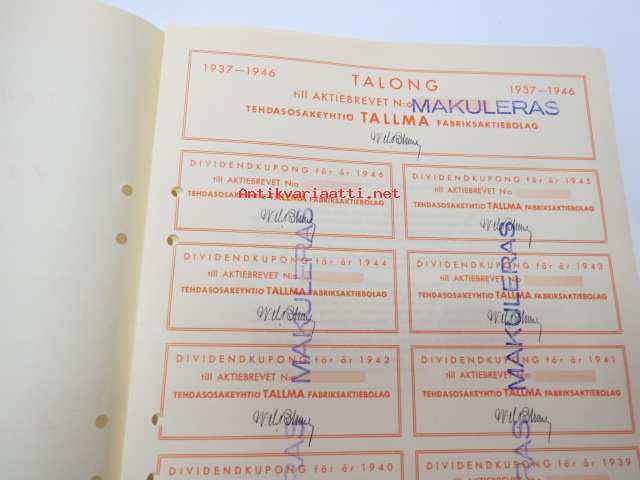 1937—1946 TALONG 1937—1946
till AKTIEBREVET N:o MAKULERAS
TEHDASOSAKEYHTIÖ TALLMA FABRIKSAKTIEBOLAG
DIVIDENDKUPONG för år 1946
till AKTIEBREVET N:o
TEHDASOSAKEYHTIÖ TALLMA FABRIKSAKTIEBOLAG
DIVIDENDKUPONG för år 1945
till AKTIEBREVET N:o
TEHDASOSAKEYHTIÖ TALLMA FABRIKSAKTIEBOLAG
Antikvariaatti.net
DIVIDENDKUPONG för år 1944
till AKTIEBREVET N:o
TEHDASOSAKEYHTIÖ TALLMA FABRIKSAKTIEBOLAG
DIVIDENDKUPONG för år 1943
till AKTIEBREVET N:o
TEHDASOSAKEYHTIÖ TALLMA FABRIKSAKTIEBOLAG
MAKULERAS
MAKULERAS
DIVIDENDKUPONG för år 1942
till AKTIEBREVET N:o
TEHDASOSAKEYHTIÖ TALLMA FABRIKSAKTIEBOLAG
DIVIDENDKUPONG för år 1941
till AKTIEBREVET N:o
TEHDASOSAKEYHTIÖ TALLMA FABRIKSAKTIEBOLAG
DIVIDENDKUPONG för år 1940
DIVIDENDKUPONG för år 1939